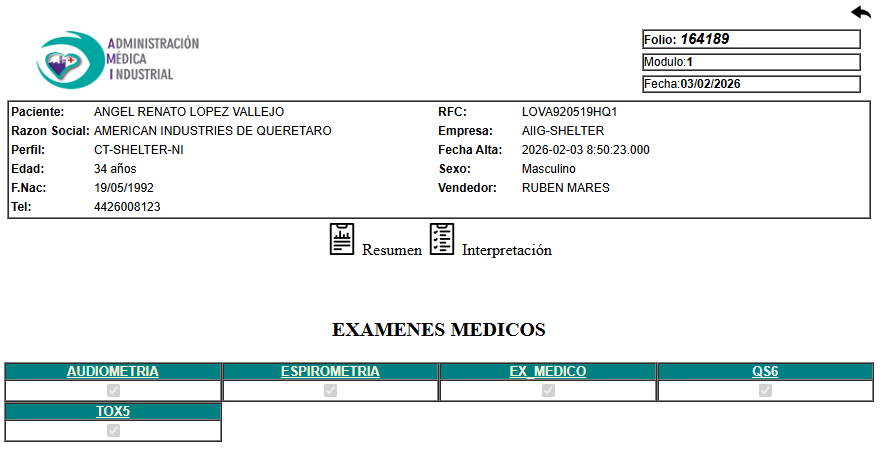 ADMINISTRACIÓN
MÉDICA
INDUSTRIAL
Folio: 164189
Modulo:1
Fecha:03/02/2026
Paciente: ANGEL RENATO LOPEZ VALLEJO RFC: LOVA920519HQ1
Razon Social: AMERICAN INDUSTRIES DE QUERETARO Empresa: AIIG-SHELTER
Perfil: CT-SHELTER-NI Fecha Alta: 2026-02-03 8:50:23.000
Edad: 34 años Sexo: Masculino
F.Nac: 19/05/1992 Vendedor: RUBEN MARES
Tel: 4426008123
Resumen Interpretación
EXAMENES MEDICOS
AUDIOMETRIA ESPIROMETRIA EX_MEDICO QS6
TOX5